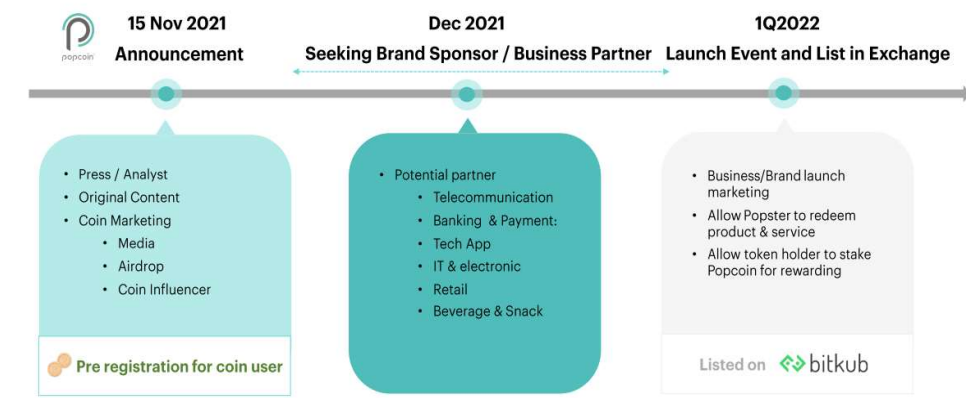 popcoin
15 Nov 2021
Announcement
Dec 2021
Seeking Brand Sponsor / Business Partner
1Q2022
Launch Event and List in Exchange
• Press / Analyst
• Original Content
• Coin Marketing
• Media
• Airdrop
• Coin Influencer
Pre registration for coin user
• Potential partner
• Telecommunication
• Banking & Payment:
• Tech App
• IT & electronic
• Retail
• Beverage & Snack
• Business/Brand launch
marketing
• Allow Popster to redeem
product & service
• Allow token holder to stake
Popcoin for rewarding
Listed on bitkub